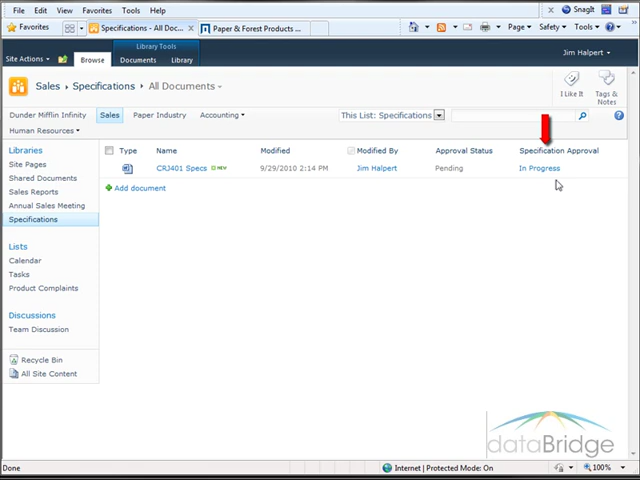 File Edit View Favorites Tools Help
SnagIt
Favorites
Specifications - All Doc...
Paper & Forest Products ...
Page Safety Tools
Library Tools
Jim Halpert
Site Actions Browse Documents Library
Sales Specifications All Documents
I Like It
Tags & Notes
Dunder Mifflin Infinity Sales Paper Industry Accounting
Human Resources
This List: Specifications
Libraries
Site Pages
Shared Documents
Sales Reports
Annual Sales Meeting
Specifications
Lists
Calendar
Tasks
Product Complaints
Discussions
Team Discussion
Recycle Bin
All Site Content
Type Name Modified Modified By Approval Status Specification Approval
CRJ401 Specs NEW 9/29/2010 2:14 PM Jim Halpert Pending In Progress
Add document
dataBridge
Done
Internet | Protected Mode: On
100%